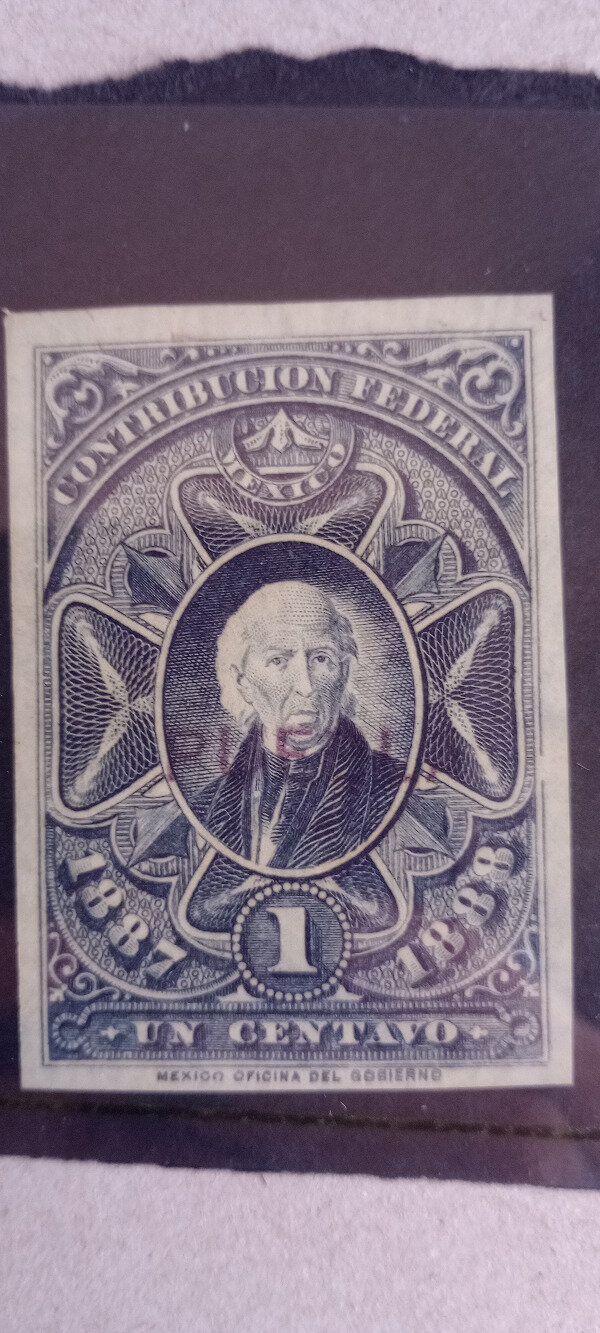 CONTRIBUCION FEDERAL
MEXICO
1887 1888
1
UN CENTAVO
MEXICO OFICINA DEL GOBIERNO